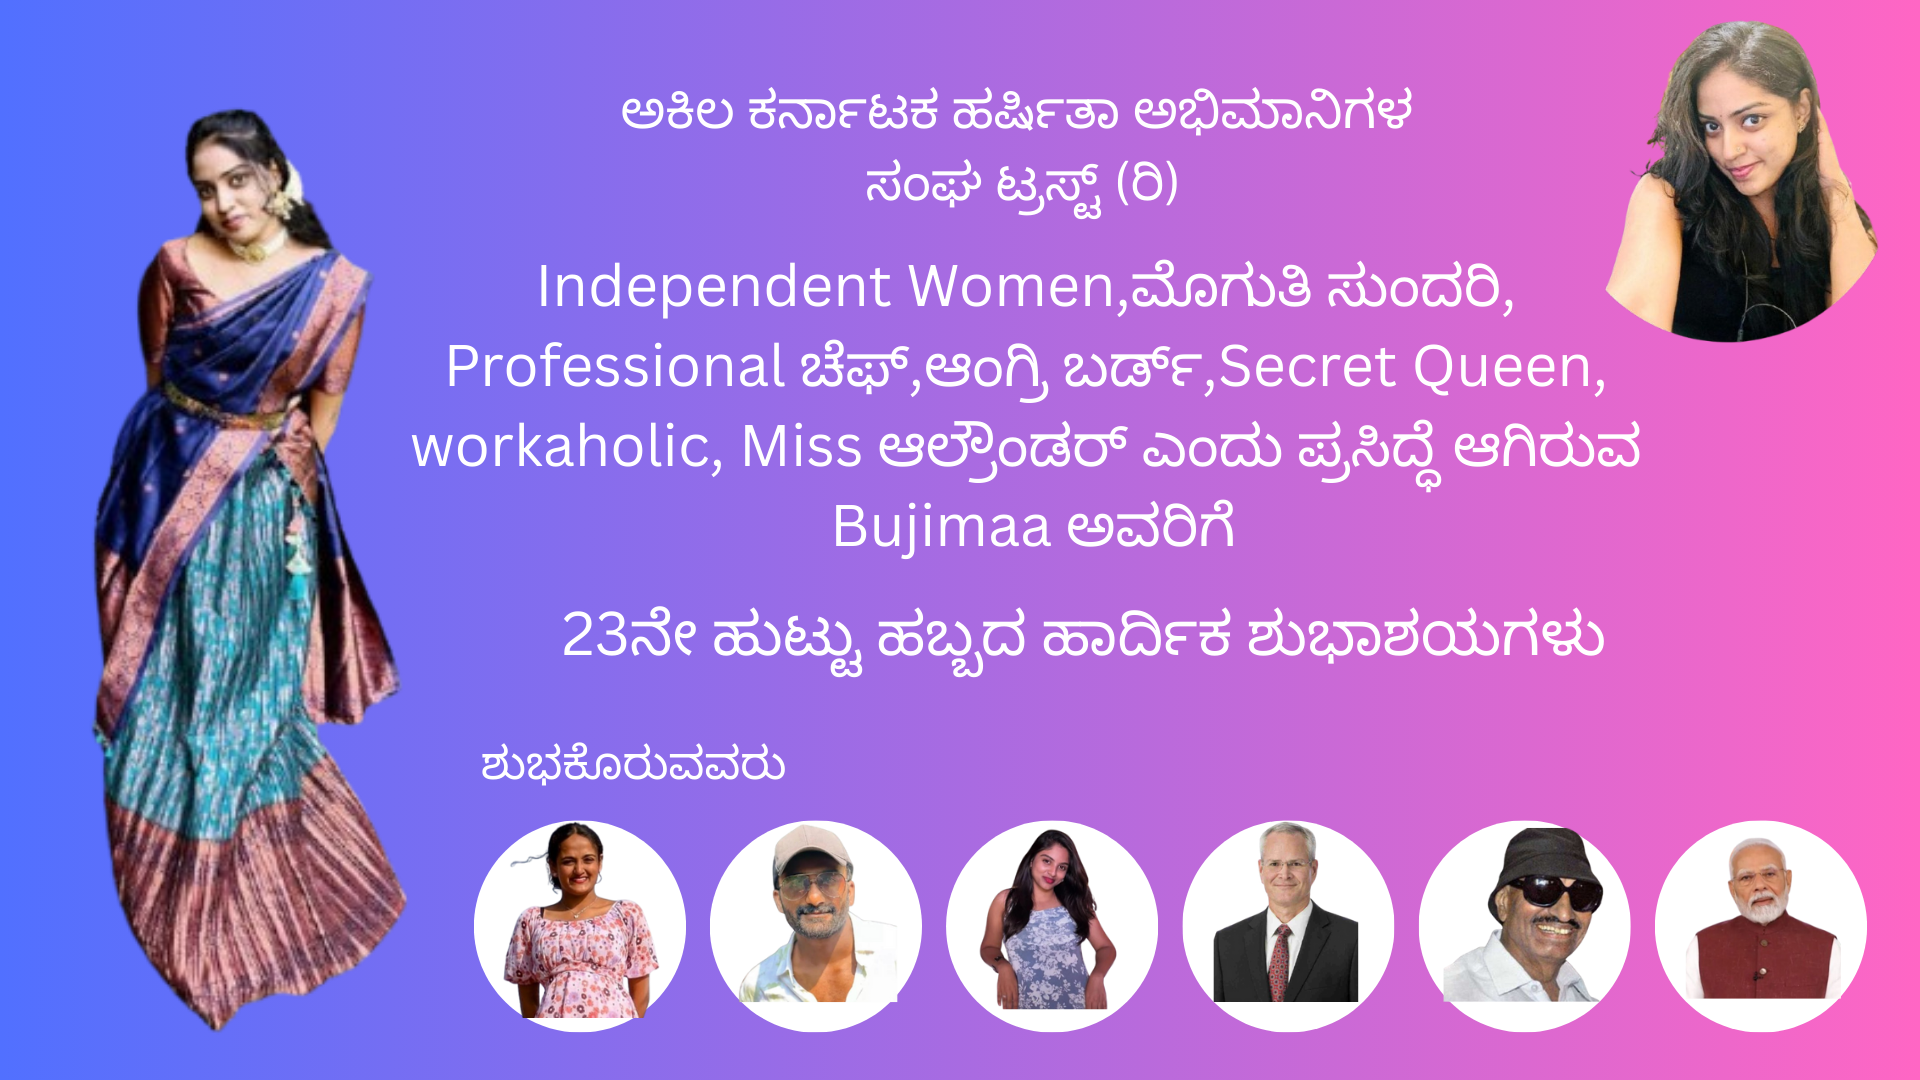 ಅಕಿಲ ಕರ್ನಾಟಕ ಹರ್ಷಿತಾ ಅಭಿಮಾನಿಗಳ
ಸಂಘ ಟ್ರಸ್ಟ್ (ರಿ)
Independent Women,ಮೊಗುತಿ ಸುಂದರಿ,
Professional ಚೆಫ್,ಆಂಗ್ರಿ ಬರ್ಡ್,Secret Queen,
workaholic, Miss ಆಲ್ರೌಂಡರ್ ಎಂದು ಪ್ರಸಿದ್ಧೆ ಆಗಿರುವ
Bujimaa ಅವರಿಗೆ
23ನೇ ಹುಟ್ಟು ಹಬ್ಬದ ಹಾರ್ದಿಕ ಶುಭಾಶಯಗಳು
ಶುಭಕೊರುವವರು